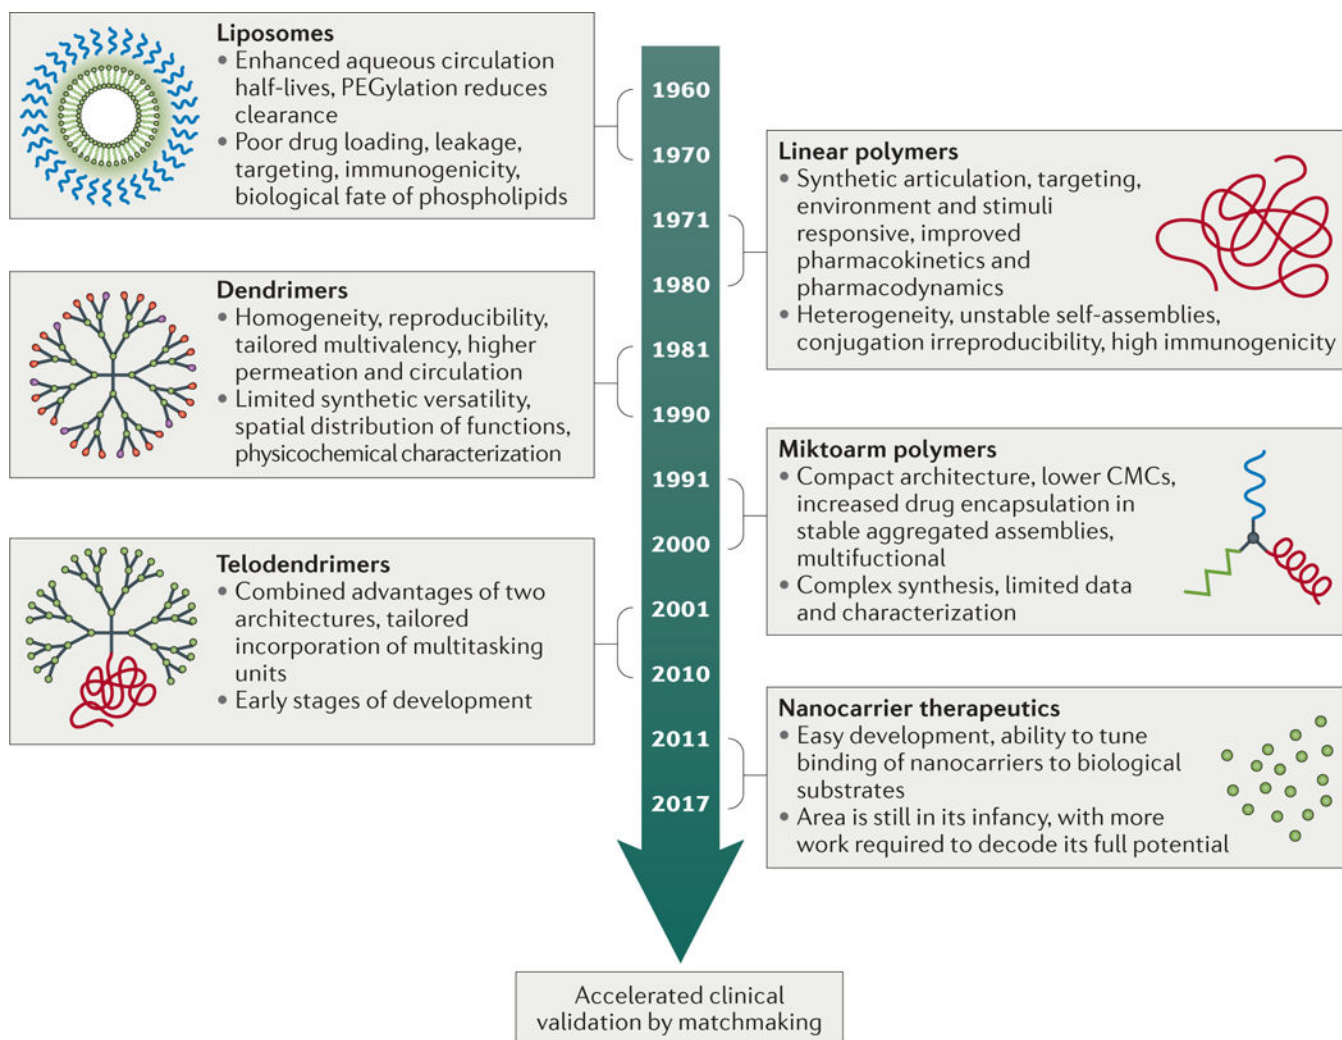 Liposomes
• Enhanced aqueous circulation
half-lives, PEGylation reduces
clearance
• Poor drug loading, leakage,
targeting, immunogenicity,
biological fate of phospholipids
1960
1970
Linear polymers
• Synthetic articulation, targeting,
environment and stimuli
responsive, improved
pharmacokinetics and
pharmacodynamics
• Heterogeneity, unstable self-assemblies,
conjugation irreproducibility, high immunogenicity
1971
1980
Dendrimers
• Homogeneity, reproducibility,
tailored multivalency, higher
permeation and circulation
• Limited synthetic versatility,
spatial distribution of functions,
physicochemical characterization
1981
1990
Miktoarm polymers
• Compact architecture, lower CMCs,
increased drug encapsulation in
stable aggregated assemblies,
multifuctional
• Complex synthesis, limited data
and characterization
1991
2000
Telodendrimers
• Combined advantages of two
architectures, tailored
incorporation of multitasking
units
• Early stages of development
2001
2010
Nanocarrier therapeutics
• Easy development, ability to tune
binding of nanocarriers to biological
substrates
• Area is still in its infancy, with more
work required to decode its full potential
2011
2017
Accelerated clinical
validation by matchmaking